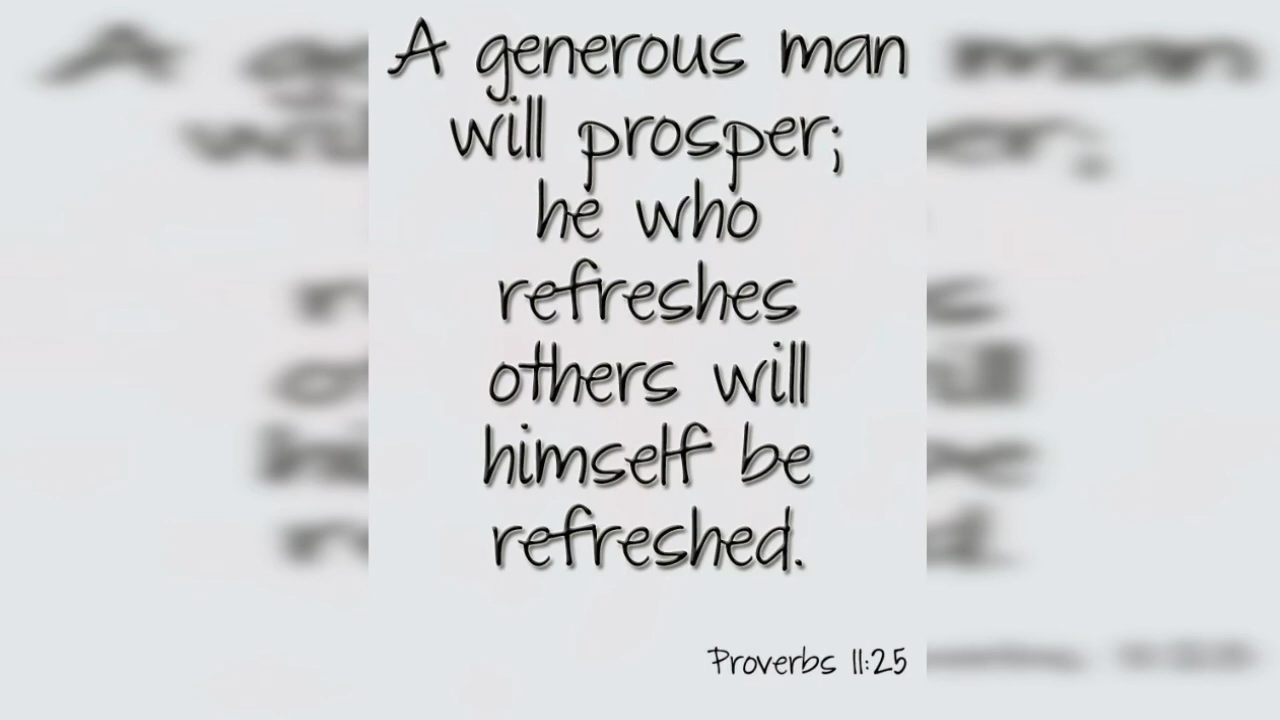 A generous man
will prosper;
he who
refreshes
others will
himself be
refreshed.
Proverbs 11:25